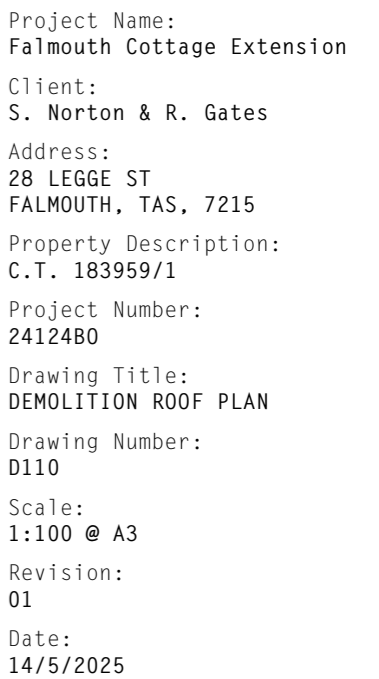 Project Name:
Falmouth Cottage Extension
Client:
S. Norton & R. Gates
Address:
28 LEGGE ST
FALMOUTH, TAS, 7215
Property Description:
C.T. 183959/1
Project Number:
24124BO
Drawing Title:
DEMOLITION ROOF PLAN
Drawing Number:
D110
Scale:
1:100 @ A3
Revision:
01
Date:
14/5/2025